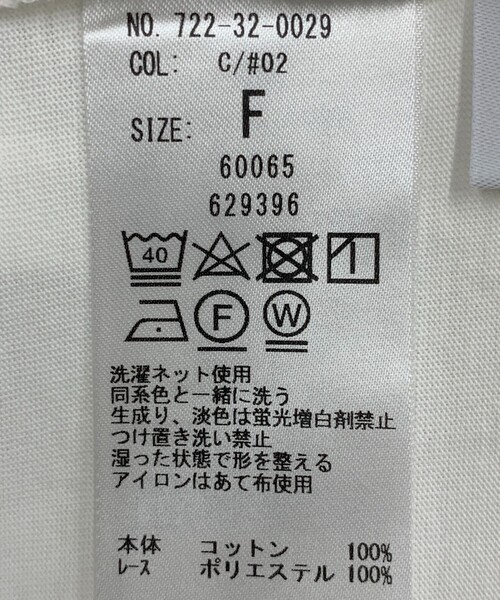 NO. 722-32-0029
COL: C/#02
SIZE: F
60065
629396
40
F W
洗濯ネット使用
同系色と一緒に洗う
生成り、淡色は蛍光増白剤禁止
つけ置き洗い禁止
湿った状態で形を整える
アイロンはあて布使用
本体 コットン 100%
レース ポリエステル 100%